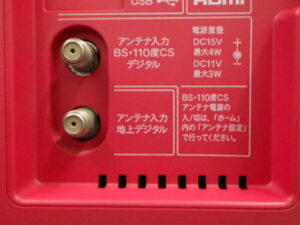 USB
HDMI
アンテナ入力
BS・110度CS
デジタル
電源重畳
DC15V
最大4W
DC11V
最大3W
アンテナ入力
地上デジタル
BS・110度CS
アンテナ電源の
入/切は、「ホーム」
内の「アンテナ設定」
で行ってください。